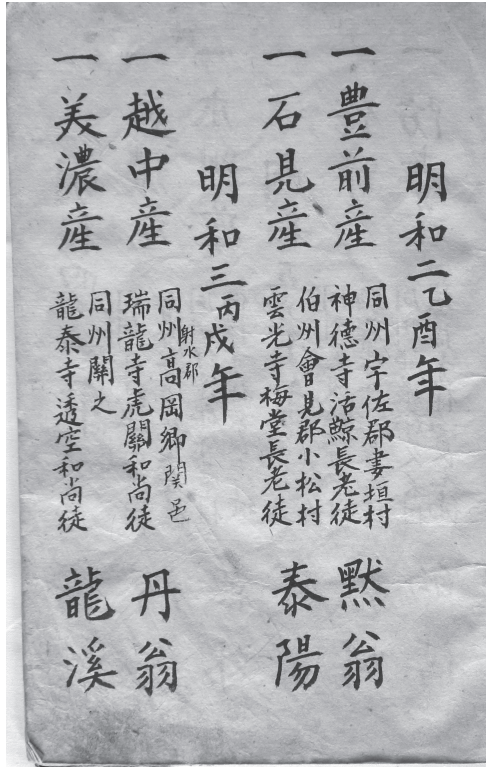 明和二乙酉年
一 豊前産
同州宇佐郡妻垣村
神德寺活鯨長老徒
黙翁
一 石見産
伯州會見郡小松村
雲光寺梅堂長老徒
泰陽
明和三丙戌年
一 越中産
射水郡
同州高岡郷関邑
瑞龍寺虎關和尚徒
丹翁
一 美濃産
同州關之
龍泰寺透空和尚徒
龍溪